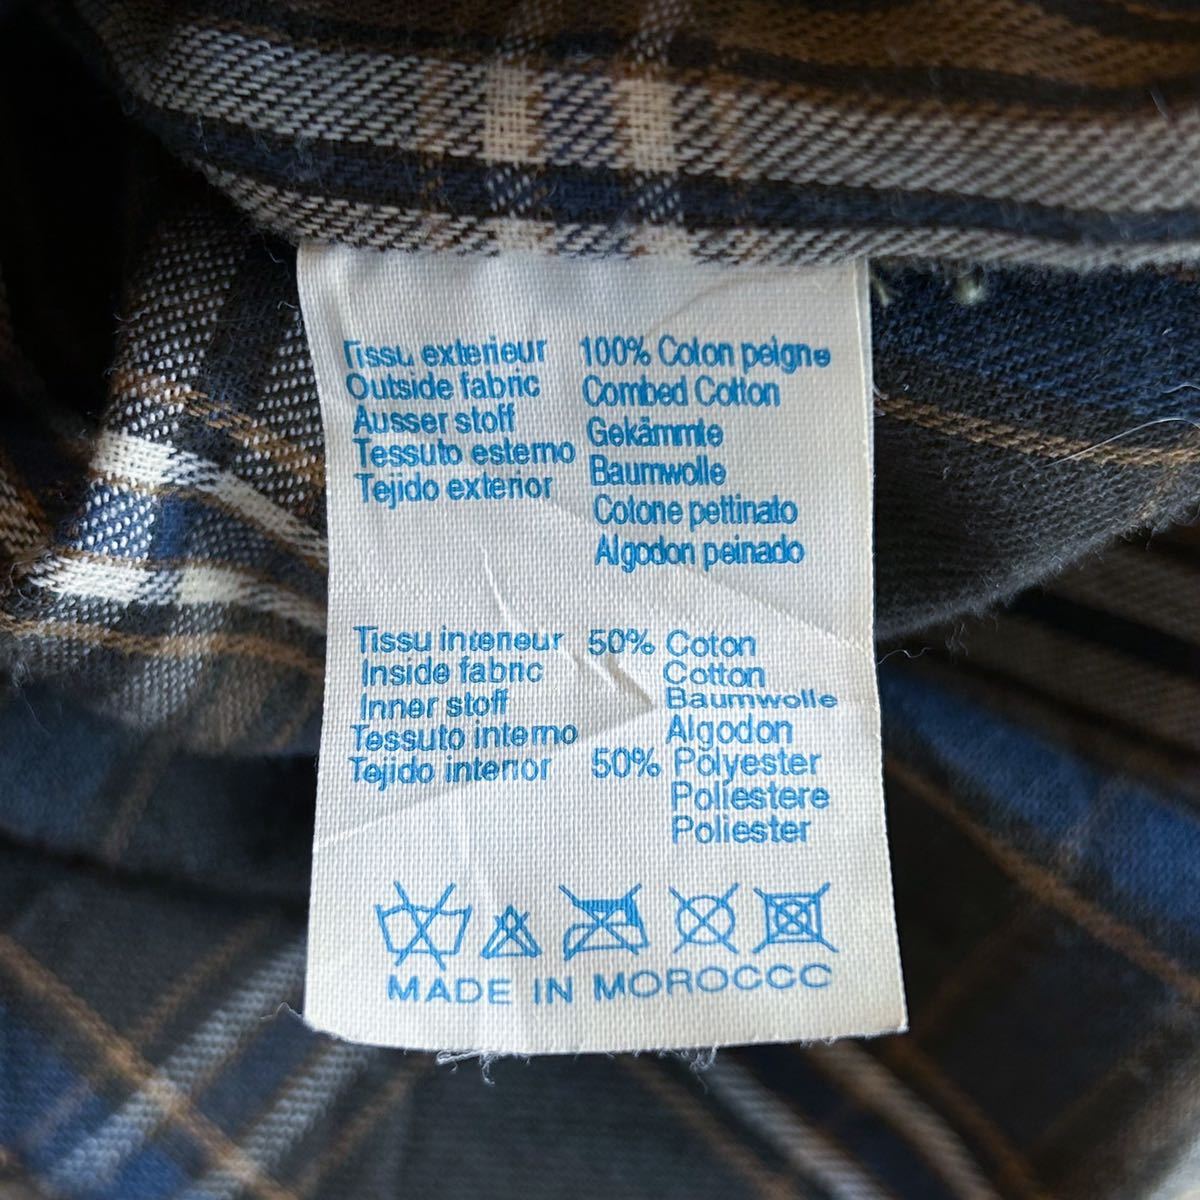 Tissu exterieur 100% Coton peigne
Outside fabric Combed Cotton
Ausser stoff Gekämmte
Tessuto esterno Baumwolle
Tejido exterior Cotone pettinato
Algodon peinado
Tissu interieur 50% Coton
Inside fabric Cotton
Inner stoff Baumwolle
Tessuto interno Algodon
Tejido interior 50% Polyester
Poliestere
Poliester
MADE IN MOROCCO